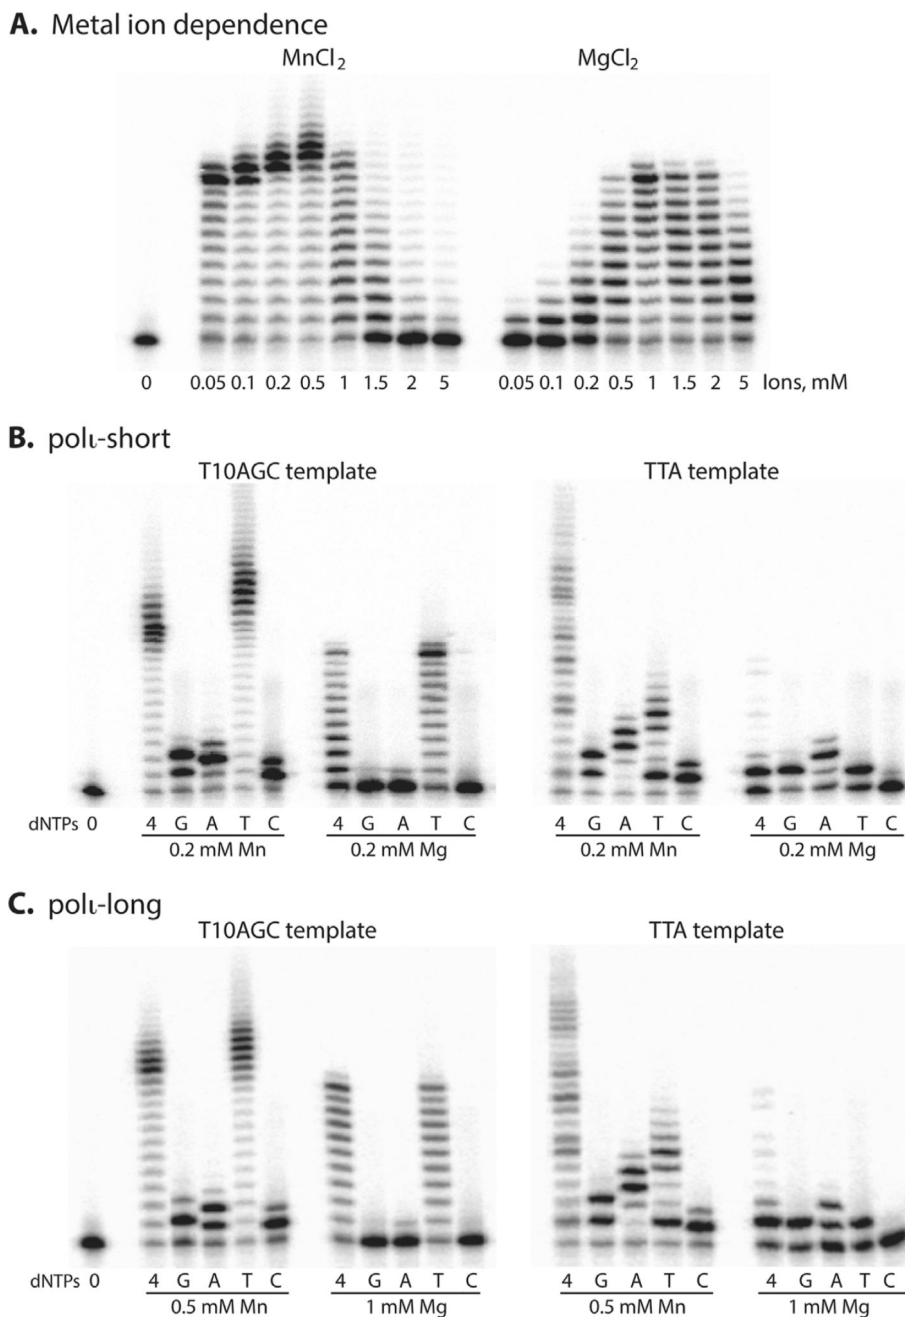 A. Metal ion dependence
MnCl₂ MgCl₂
0 0.05 0.1 0.2 0.5 1 1.5 2 5 0.05 0.1 0.2 0.5 1 1.5 2 5 Ions, mM
B. polι-short
T10AGC template TTA template
dNTPs 0 4 G A T C 4 G A T C 4 G A T C 4 G A T C
0.2 mM Mn 0.2 mM Mg 0.2 mM Mn 0.2 mM Mg
C. polι-long
T10AGC template TTA template
dNTPs 0 4 G A T C 4 G A T C 4 G A T C 4 G A T C
0.5 mM Mn 1 mM Mg 0.5 mM Mn 1 mM Mg